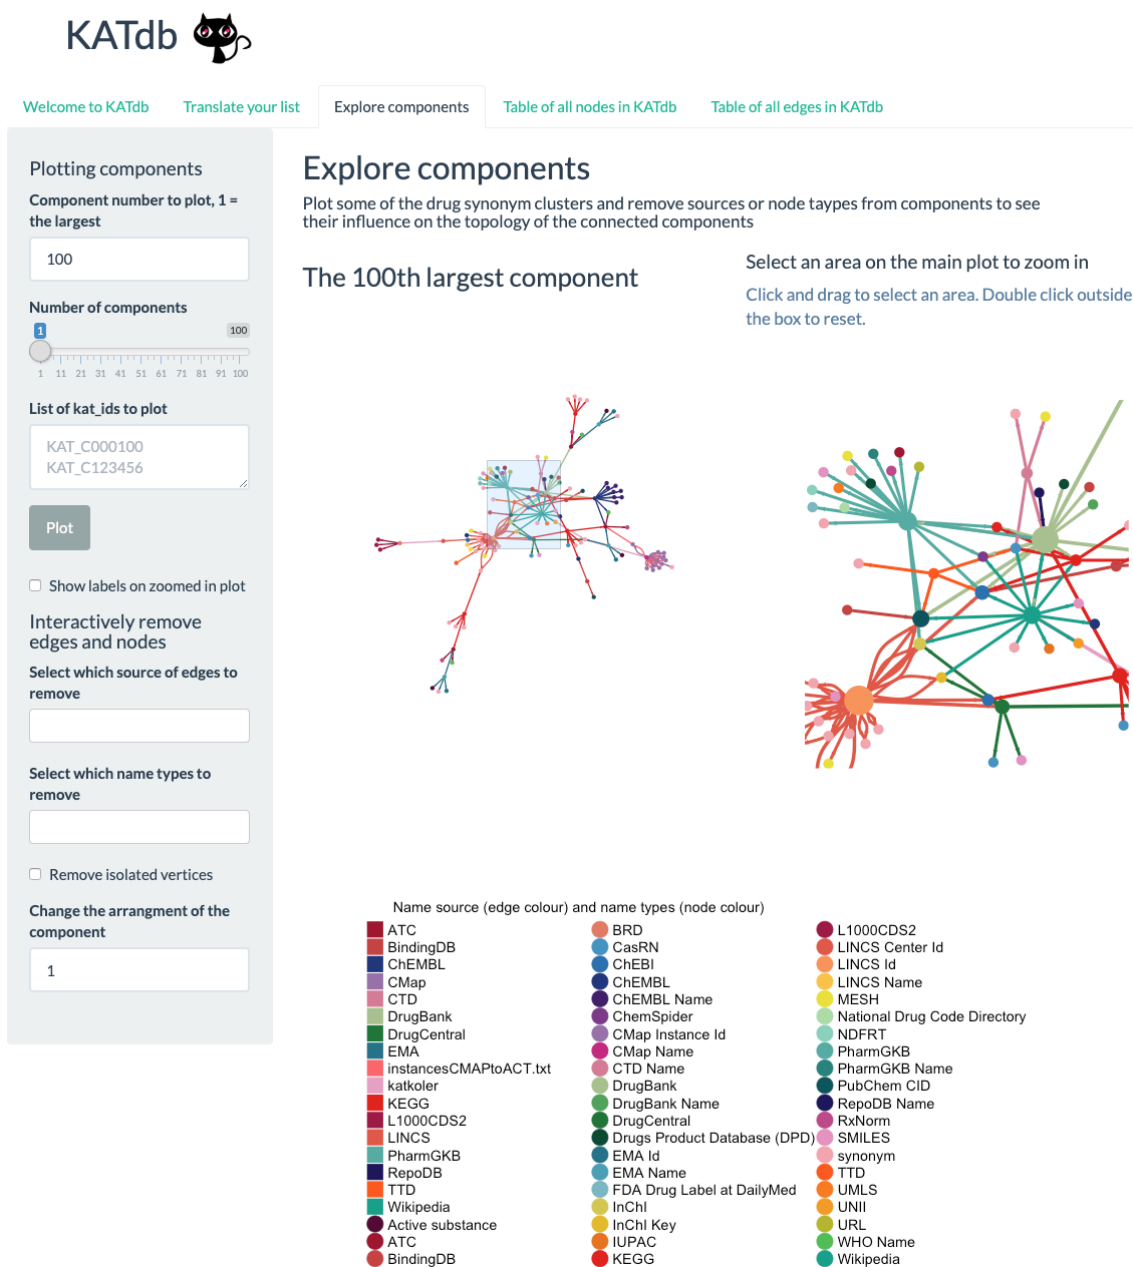 KATdb
Welcome to KATdb
Translate your list
Explore components
Table of all nodes in KATdb
Table of all edges in KATdb
Plotting components
Component number to plot, 1 =
the largest
100
Number of components
1
100
1 11 21 31 41 51 61 71 81 91 100
List of kat_ids to plot
KAT_C000100
KAT_C123456
Plot
Show labels on zoomed in plot
Interactively remove
edges and nodes
Select which source of edges to
remove
Select which name types to
remove
Remove isolated vertices
Change the arrangment of the
component
1
Explore components
Plot some of the drug synonym clusters and remove sources or node taypes from components to see
their influence on the topology of the connected components
The 100th largest component
Select an area on the main plot to zoom in
Click and drag to select an area. Double click outside
the box to reset.
Name source (edge colour) and name types (node colour)
ATC
BindingDB
ChEMBL
CMap
CTD
DrugBank
DrugCentral
EMA
instancesCMAPtoACT.txt
katkoler
KEGG
L1000CDS2
LINCS
PharmGKB
RepoDB
TTD
Wikipedia
Active substance
ATC
BindingDB
BRD
CasRN
ChEBI
ChEMBL
ChEMBL Name
ChemSpider
CMap Instance Id
CMap Name
CTD Name
DrugBank
DrugBank Name
DrugCentral
Drugs Product Database (DPD)
EMA Id
EMA Name
FDA Drug Label at DailyMed
InChI
InChI Key
IUPAC
KEGG
L1000CDS2
LINCS Center Id
LINCS Id
LINCS Name
MESH
National Drug Code Directory
NDFRT
PharmGKB
PharmGKB Name
PubChem CID
RepoDB Name
RxNorm
SMILES
synonym
TTD
UMLS
UNII
URL
WHO Name
Wikipedia